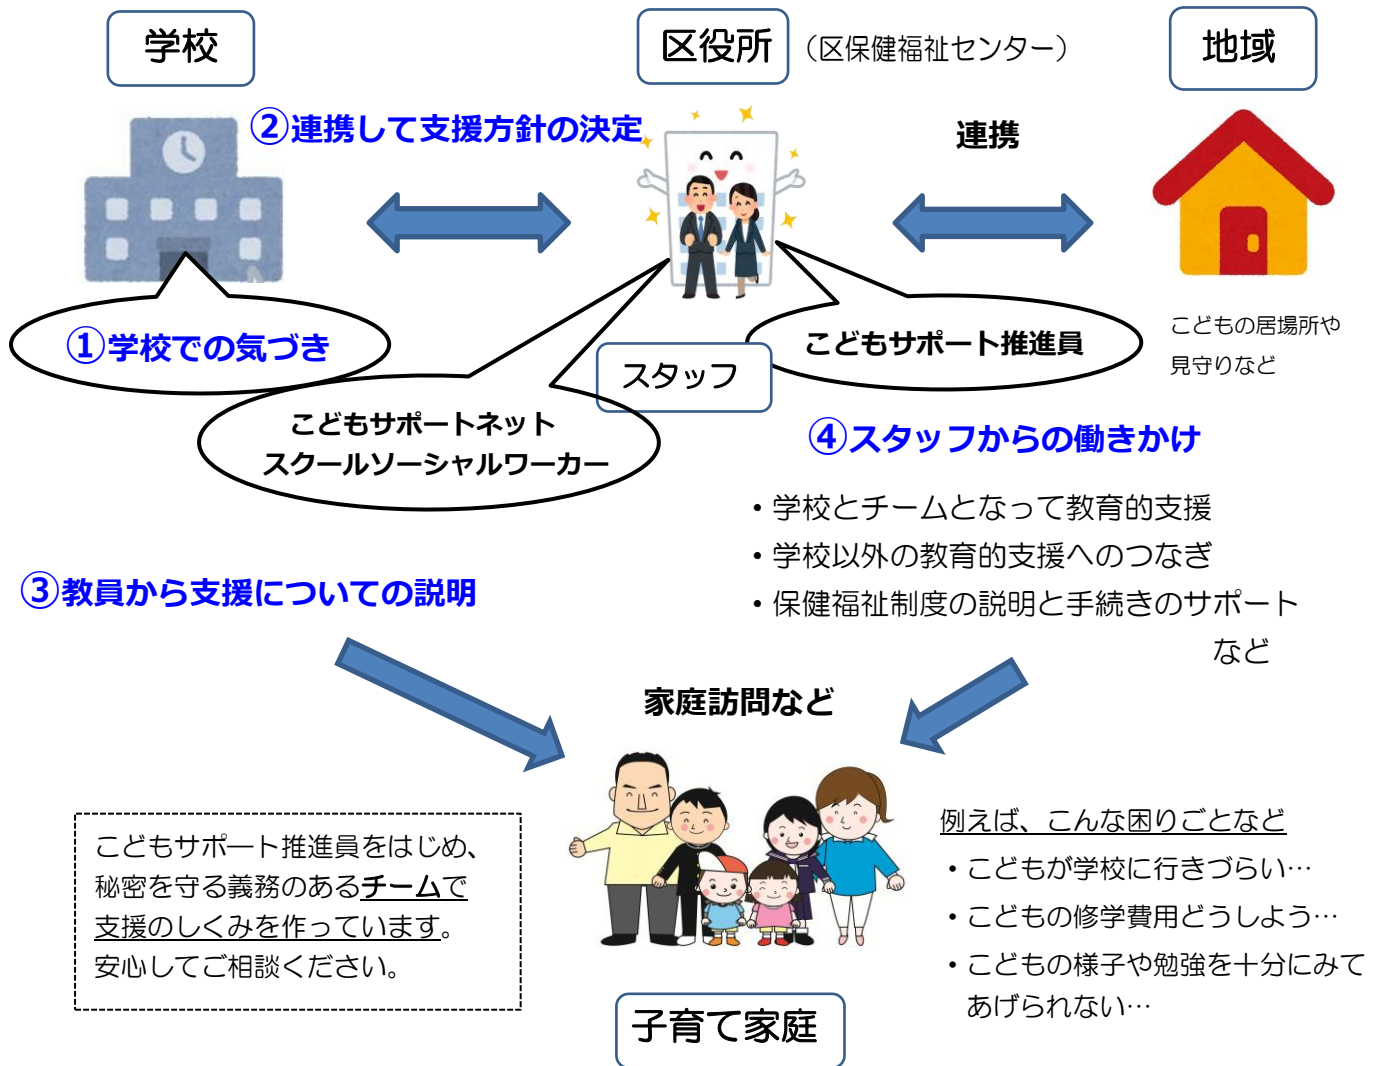 学校
区役所
（区保健福祉センター）
地域
②連携して支援方針の決定
連携
①学校での気づき
こどもサポート推進員
こどもの居場所や
見守りなど
スタッフ
こどもサポートネット
スクールソーシャルワーカー
④スタッフからの働きかけ
・学校とチームとなって教育的支援
・学校以外の教育的支援へのつなぎ
・保健福祉制度の説明と手続きのサポート
など
③教員から支援についての説明
家庭訪問など
こどもサポート推進員をはじめ、
秘密を守る義務のあるチームで
支援のしくみを作っています。
安心してご相談ください。
例えば、こんな困りごとなど
・こどもが学校に行きづらい…
・こどもの修学費用どうしよう…
・こどもの様子や勉強を十分にみて
あげられない…
子育て家庭